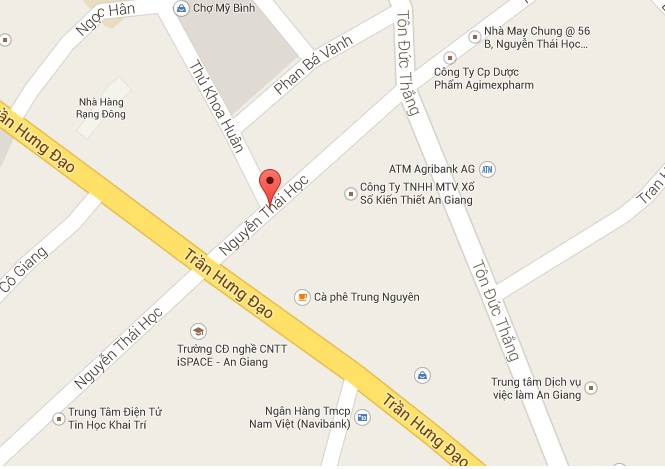 Ngọc Hân
Chợ Mỹ Bình
Tôn Đức Thắng
Nhà May Chung @ 56
B, Nguyễn Thái Học...
Phan Bá Vành
Thủ Khoa Huân
Công Ty Cp Dược
Phẩm Agimexpharm
Nhà Hàng
Rạng Đông
Trần Hưng Đạo
ATM Agribank AG
ATM
Công Ty TNHH MTV Xổ
Số Kiến Thiết An Giang
Nguyễn Thái Học
Cô Giang
Trần Hưng Đạo
Cà phê Trung Nguyên
Tôn Đức Thắng
Nguyễn Thái Học
Trường CĐ nghề CNTT
iSPACE - An Giang
Trung tâm Dịch vụ
việc làm An Giang
Trung Tâm Điện Tử
Tin Học Khai Trí
Ngân Hàng Tmcp
Nam Việt (Navibank)
Trần Hưng Đạo